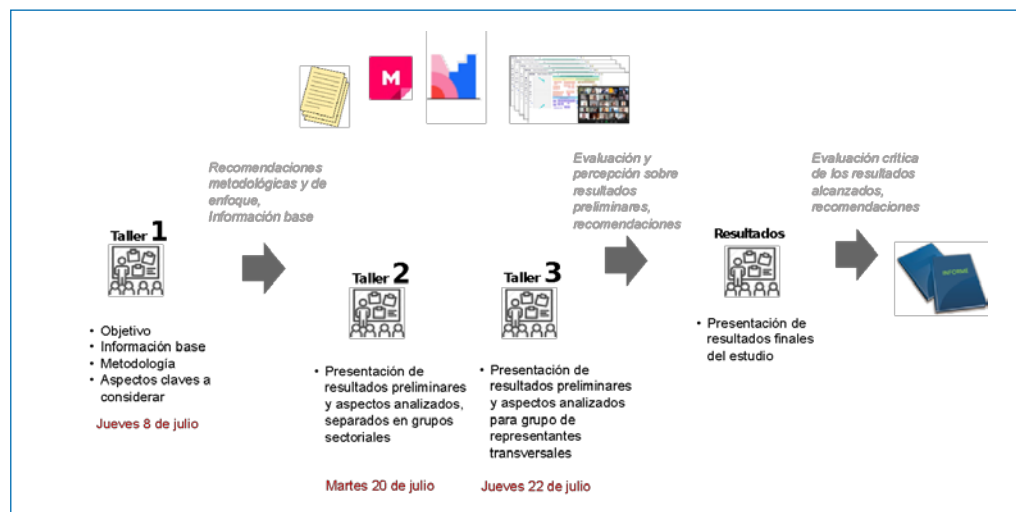 M
Recomendaciones
metodológicas y de
enfoque,
Información base
Evaluación y
percepción sobre
resultados
preliminares,
recomendaciones
Evaluación crítica
de los resultados
alcanzados,
recomendaciones
Taller 1
• Objetivo
• Información base
• Metodología
• Aspectos claves a
considerar
Jueves 8 de julio
Taller 2
• Presentación de
resultados preliminares
y aspectos analizados,
separados en grupos
sectoriales
Martes 20 de julio
Taller 3
• Presentación de
resultados preliminares
y aspectos analizados
para grupo de
representantes
transversales
Jueves 22 de julio
Resultados
• Presentación de
resultados finales
del estudio
INFORME